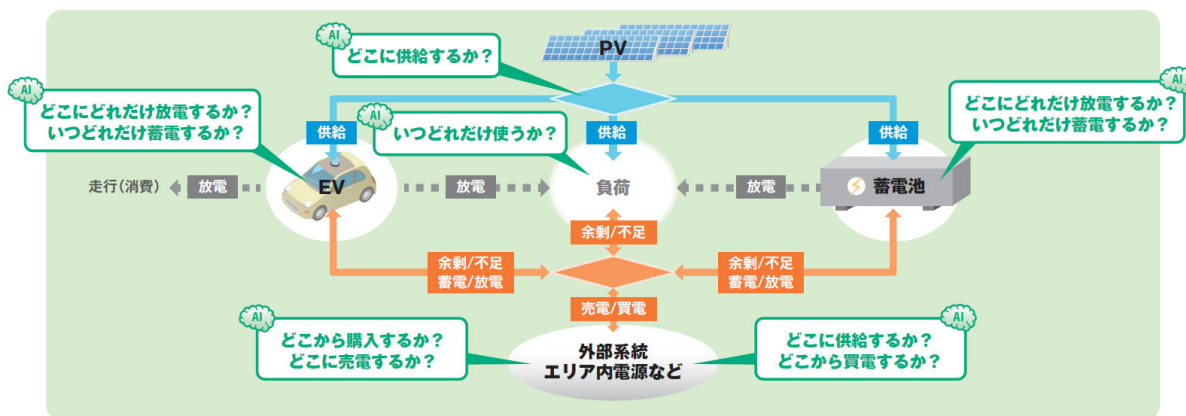 AI
どこに供給するか？
PV
AI
どこにどれだけ放電するか？
いつどれだけ蓄電するか？
AI
いつどれだけ使うか？
AI
どこにどれだけ放電するか？
いつどれだけ蓄電するか？
供給
供給
供給
走行（消費）
放電
EV
放電
負荷
放電
蓄電池
余剰/不足
余剰/不足
蓄電/放電
余剰/不足
蓄電/放電
売電/買電
AI
どこから購入するか？
どこに売電するか？
外部系統
エリア内電源など
AI
どこに供給するか？
どこから買電するか？